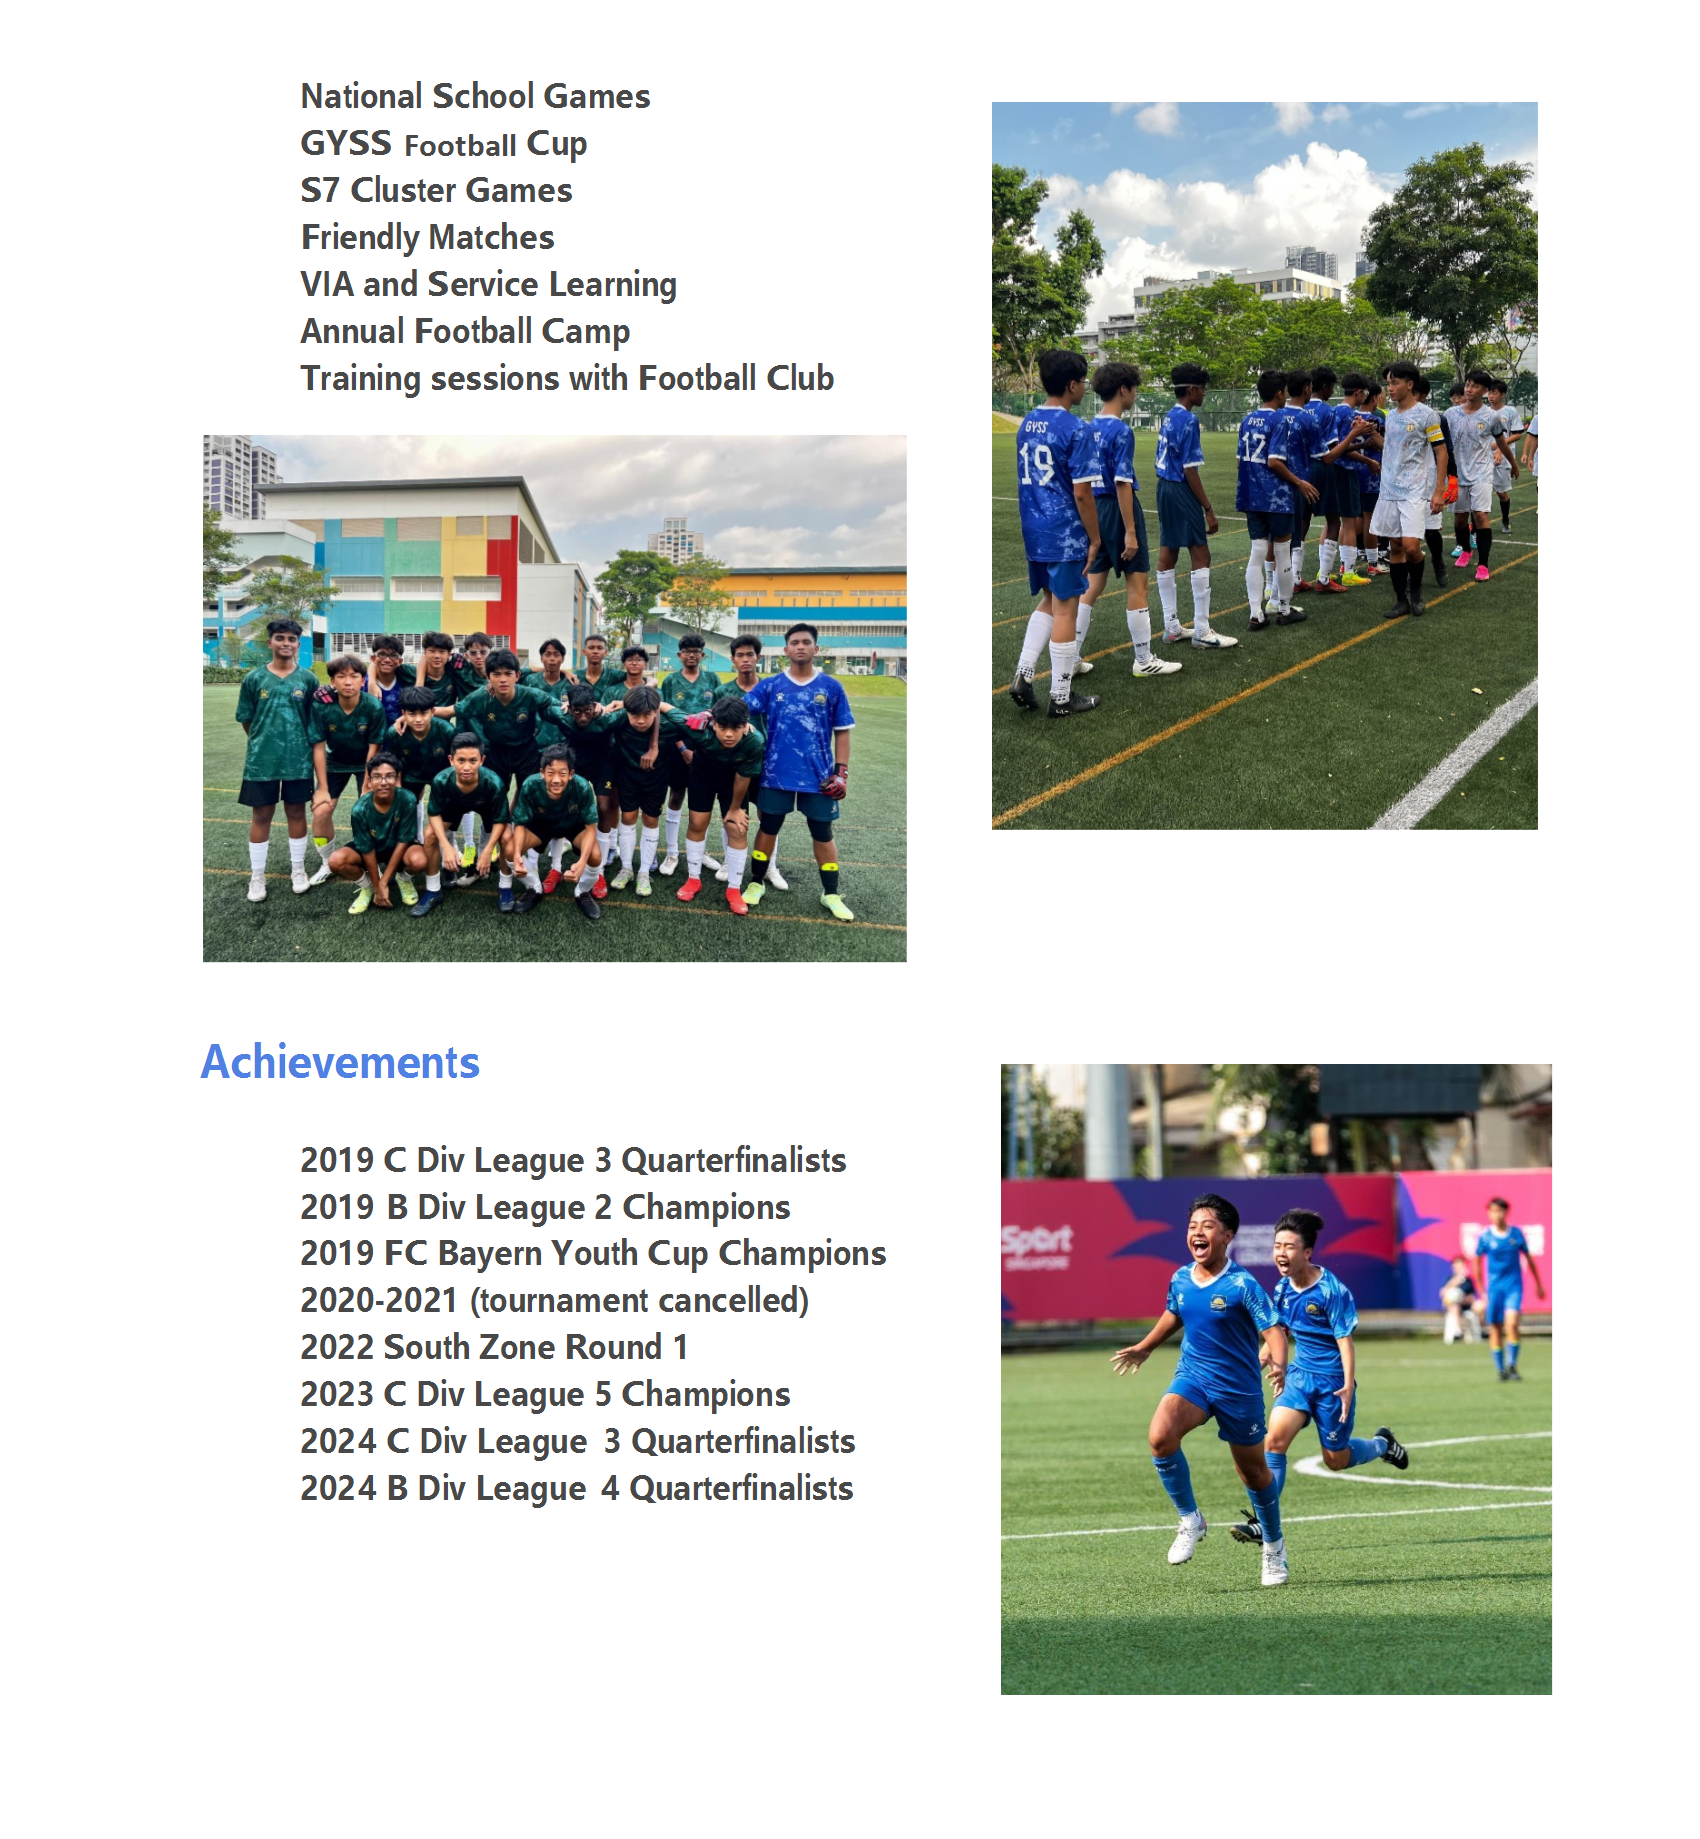 National School Games
GYSS Football Cup
S7 Cluster Games
Friendly Matches
VIA and Service Learning
Annual Football Camp
Training sessions with Football Club
GYSS
19
12
Achievements
2019 C Div League 3 Quarterfinalists
2019 B Div League 2 Champions
2019 FC Bayern Youth Cup Champions
2020-2021 (tournament cancelled)
2022 South Zone Round 1
2023 C Div League 5 Champions
2024 C Div League 3 Quarterfinalists
2024 B Div League 4 Quarterfinalists
Sport
SINGAPORE